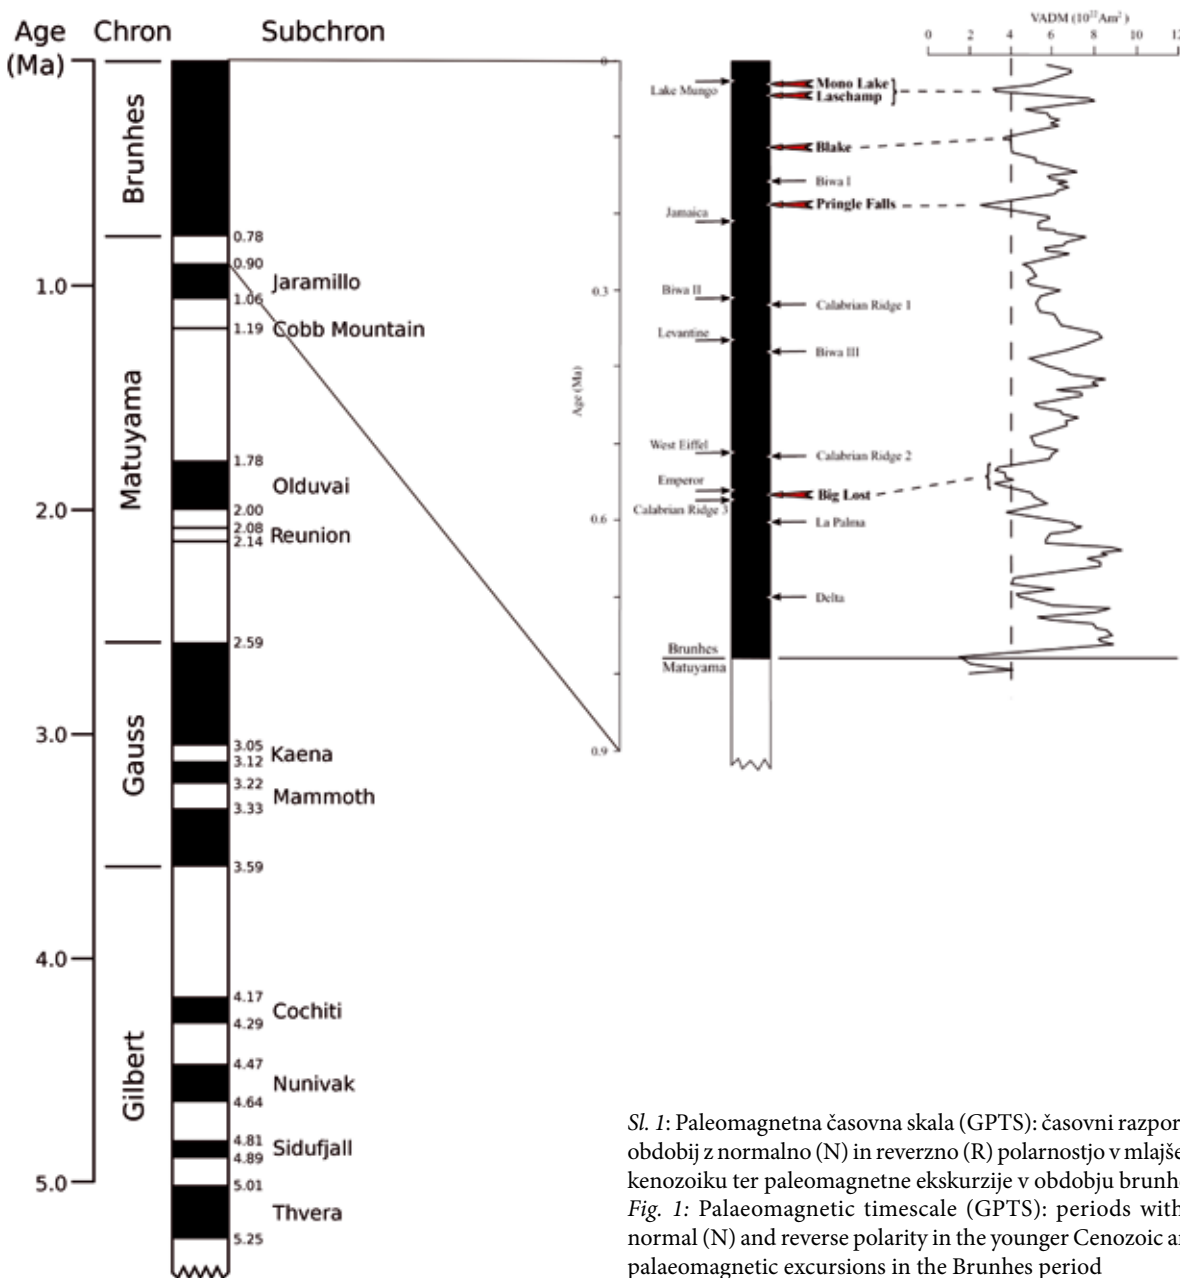 Age Chron Subchron
(Ma)
Brunhes
0.78
0.90
1.0
Jaramillo
1.06
1.19 Cobb Mountain
Matuyama
1.78
Olduvai
2.0
2.00
2.08
Reunion
2.14
2.59
Gauss
3.0
3.05
Kaena
3.12
3.22
Mammoth
3.33
3.59
Gilbert
4.0
4.17
Cochiti
4.29
4.47
Nunivak
4.64
4.81
Sidufjall
4.89
5.0
5.01
Thvera
5.25
VADM (10²²Am²)
0 2 4 6 8 10 12
0
0.3
Age (Ma)
0.6
0.9
Lake Mungo
Mono Lake
Laschamp
Blake
Biwa I
Pringle Falls
Jamaica
Biwa II
Calabrian Ridge 1
Levantine
Biwa III
West Eiffel
Calabrian Ridge 2
Emperor
Big Lost
Calabrian Ridge 3
La Palma
Delta
Brunhes
Matuyama
Sl. 1: Paleomagnetna časovna skala (GPTS): časovni razpor
obdobij z normalno (N) in reverzno (R) polarnostjo v mlajše
kenozoiku ter paleomagnetne ekskurzije v obdobju brunh
Fig. 1: Palaeomagnetic timescale (GPTS): periods with
normal (N) and reverse polarity in the younger Cenozoic a
palaeomagnetic excursions in the Brunhes period